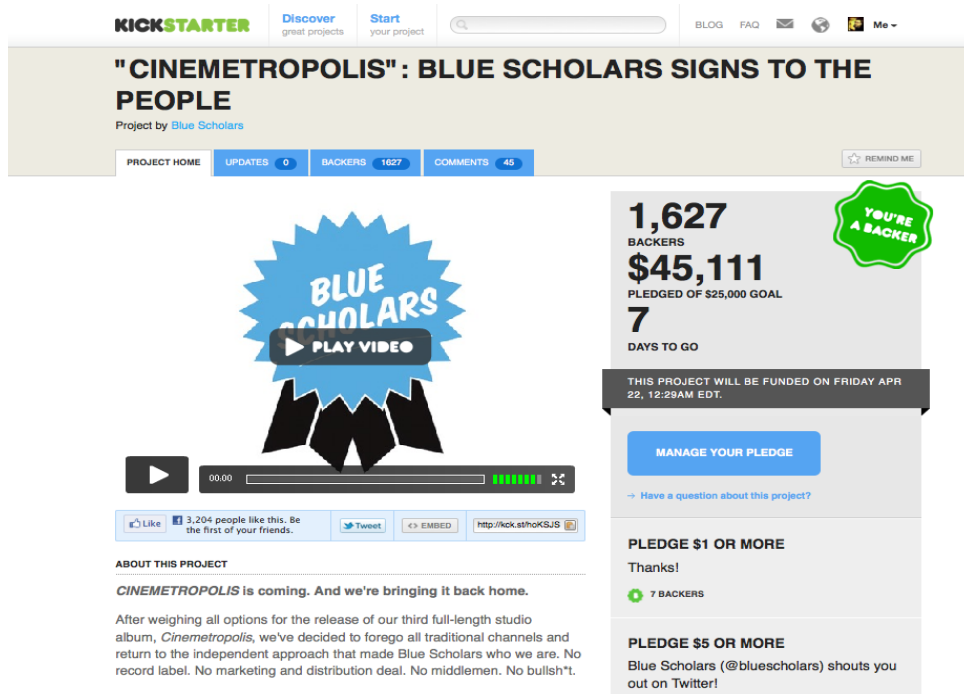 KICKSTARTER
Discover
great projects
Start
your project
BLOG FAQ Me
"CINEMETROPOLIS": BLUE SCHOLARS SIGNS TO THE
PEOPLE
Project by Blue Scholars
PROJECT HOME UPDATES 0 BACKERS 1627 COMMENTS 45
REMIND ME
BLUE
SCHOLARS
PLAY VIDEO
00:00
Like 3,204 people like this. Be
the first of your friends.
Tweet <> EMBED http://kck.st/hoKSJS
ABOUT THIS PROJECT
CINEMETROPOLIS is coming. And we're bringing it back home.
After weighing all options for the release of our third full-length studio
album, Cinemetropolis, we've decided to forego all traditional channels and
return to the independent approach that made Blue Scholars who we are. No
record label. No marketing and distribution deal. No middlemen. No bullsh*t.
1,627
BACKERS
$45,111
PLEDGED OF $25,000 GOAL
7
DAYS TO GO
YOU'RE
A BACKER
THIS PROJECT WILL BE FUNDED ON FRIDAY APR
22, 12:29AM EDT.
MANAGE YOUR PLEDGE
→ Have a question about this project?
PLEDGE $1 OR MORE
Thanks!
7 BACKERS
PLEDGE $5 OR MORE
Blue Scholars (@bluescholars) shouts you
out on Twitter!